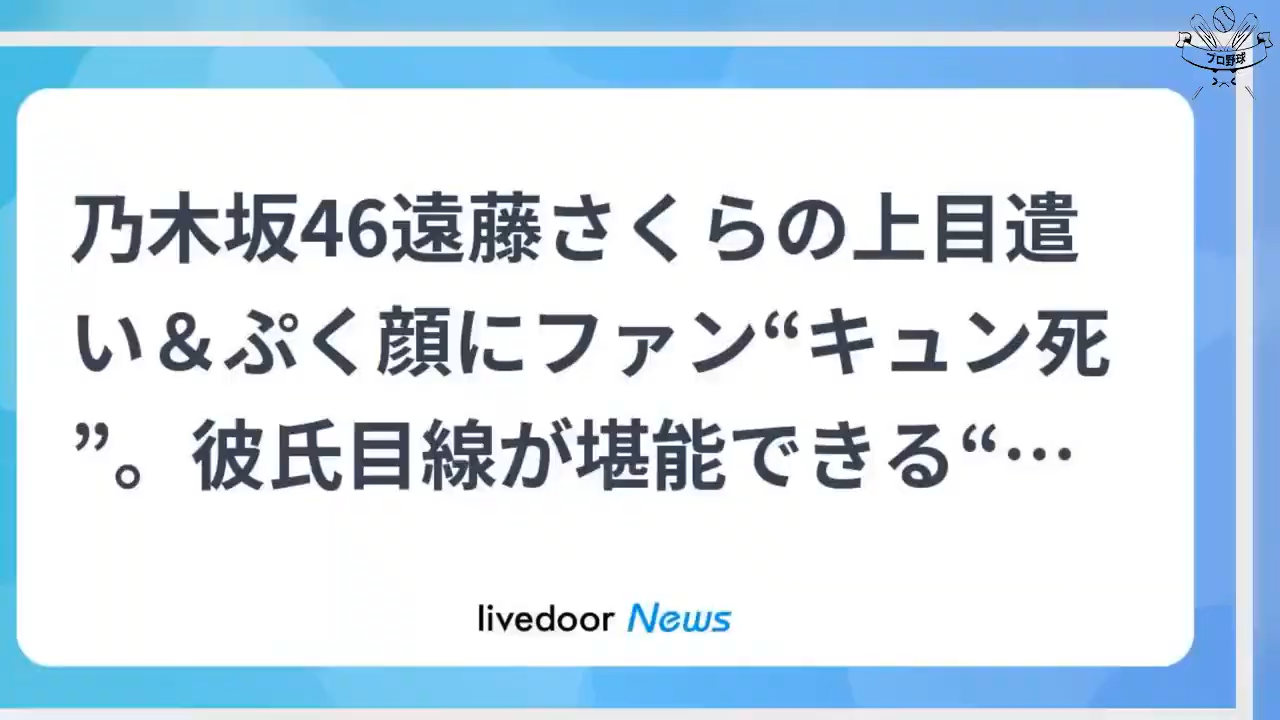 プロ野球
乃木坂46遠藤さくらの上目遣
い＆ぷく顔にファン“キュン死
”。彼氏目線が堪能できる“…
livedoor News